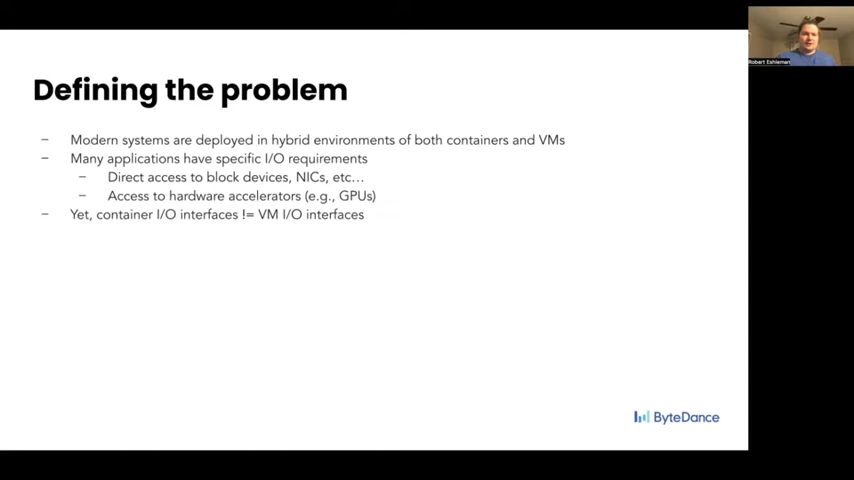 Defining the problem
– Modern systems are deployed in hybrid environments of both containers and VMs
– Many applications have specific I/O requirements
– Direct access to block devices, NICs, etc…
– Access to hardware accelerators (e.g., GPUs)
– Yet, container I/O interfaces != VM I/O interfaces
ByteDance
Robert Eshleman